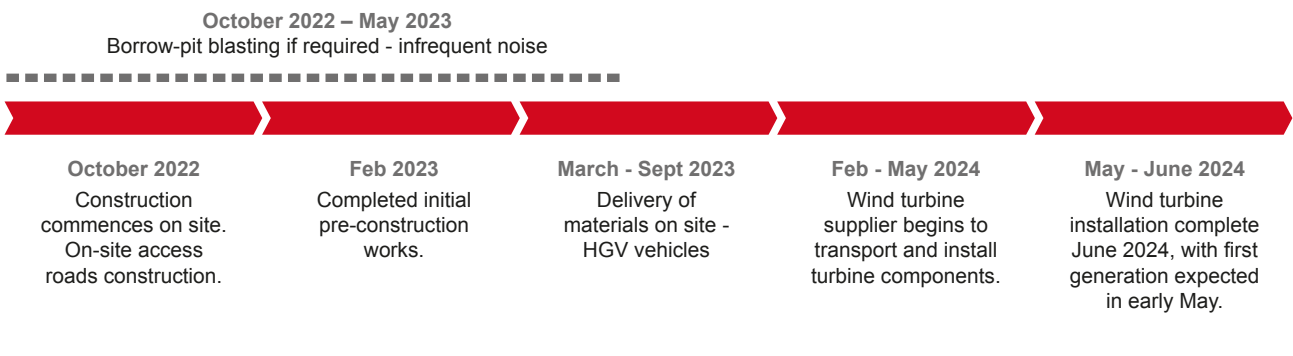 October 2022 – May 2023
Borrow-pit blasting if required - infrequent noise
October 2022
Construction
commences on site.
On-site access
roads construction.
Feb 2023
Completed initial
pre-construction
works.
March - Sept 2023
Delivery of
materials on site -
HGV vehicles
Feb - May 2024
Wind turbine
supplier begins to
transport and install
turbine components.
May - June 2024
Wind turbine
installation complete
June 2024, with first
generation expected
in early May.